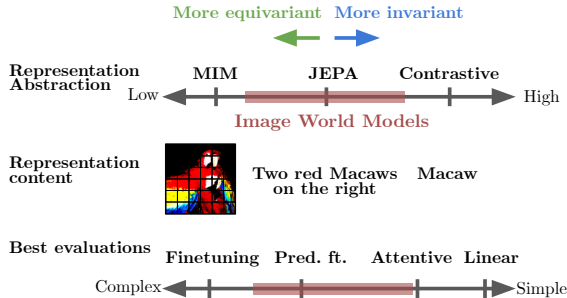 More equivariant More invariant
Representation
Abstraction
MIM JEPA Contrastive
Low High
Image World Models
Representation
content
Two red Macaws
on the right
Macaw
Best evaluations
Finetuning Pred. ft. Attentive Linear
Complex Simple